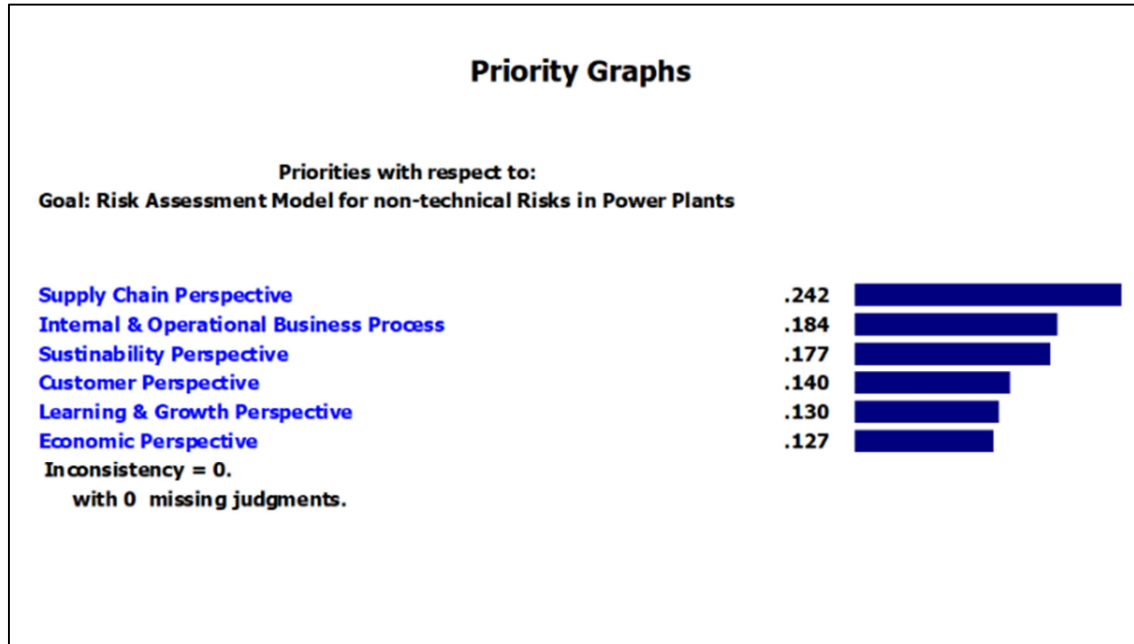 Priority Graphs
Priorities with respect to:
Goal: Risk Assessment Model for non-technical Risks in Power Plants
Supply Chain Perspective .242
Internal & Operational Business Process .184
Sustinability Perspective .177
Customer Perspective .140
Learning & Growth Perspective .130
Economic Perspective .127
Inconsistency = 0.
with 0 missing judgments.